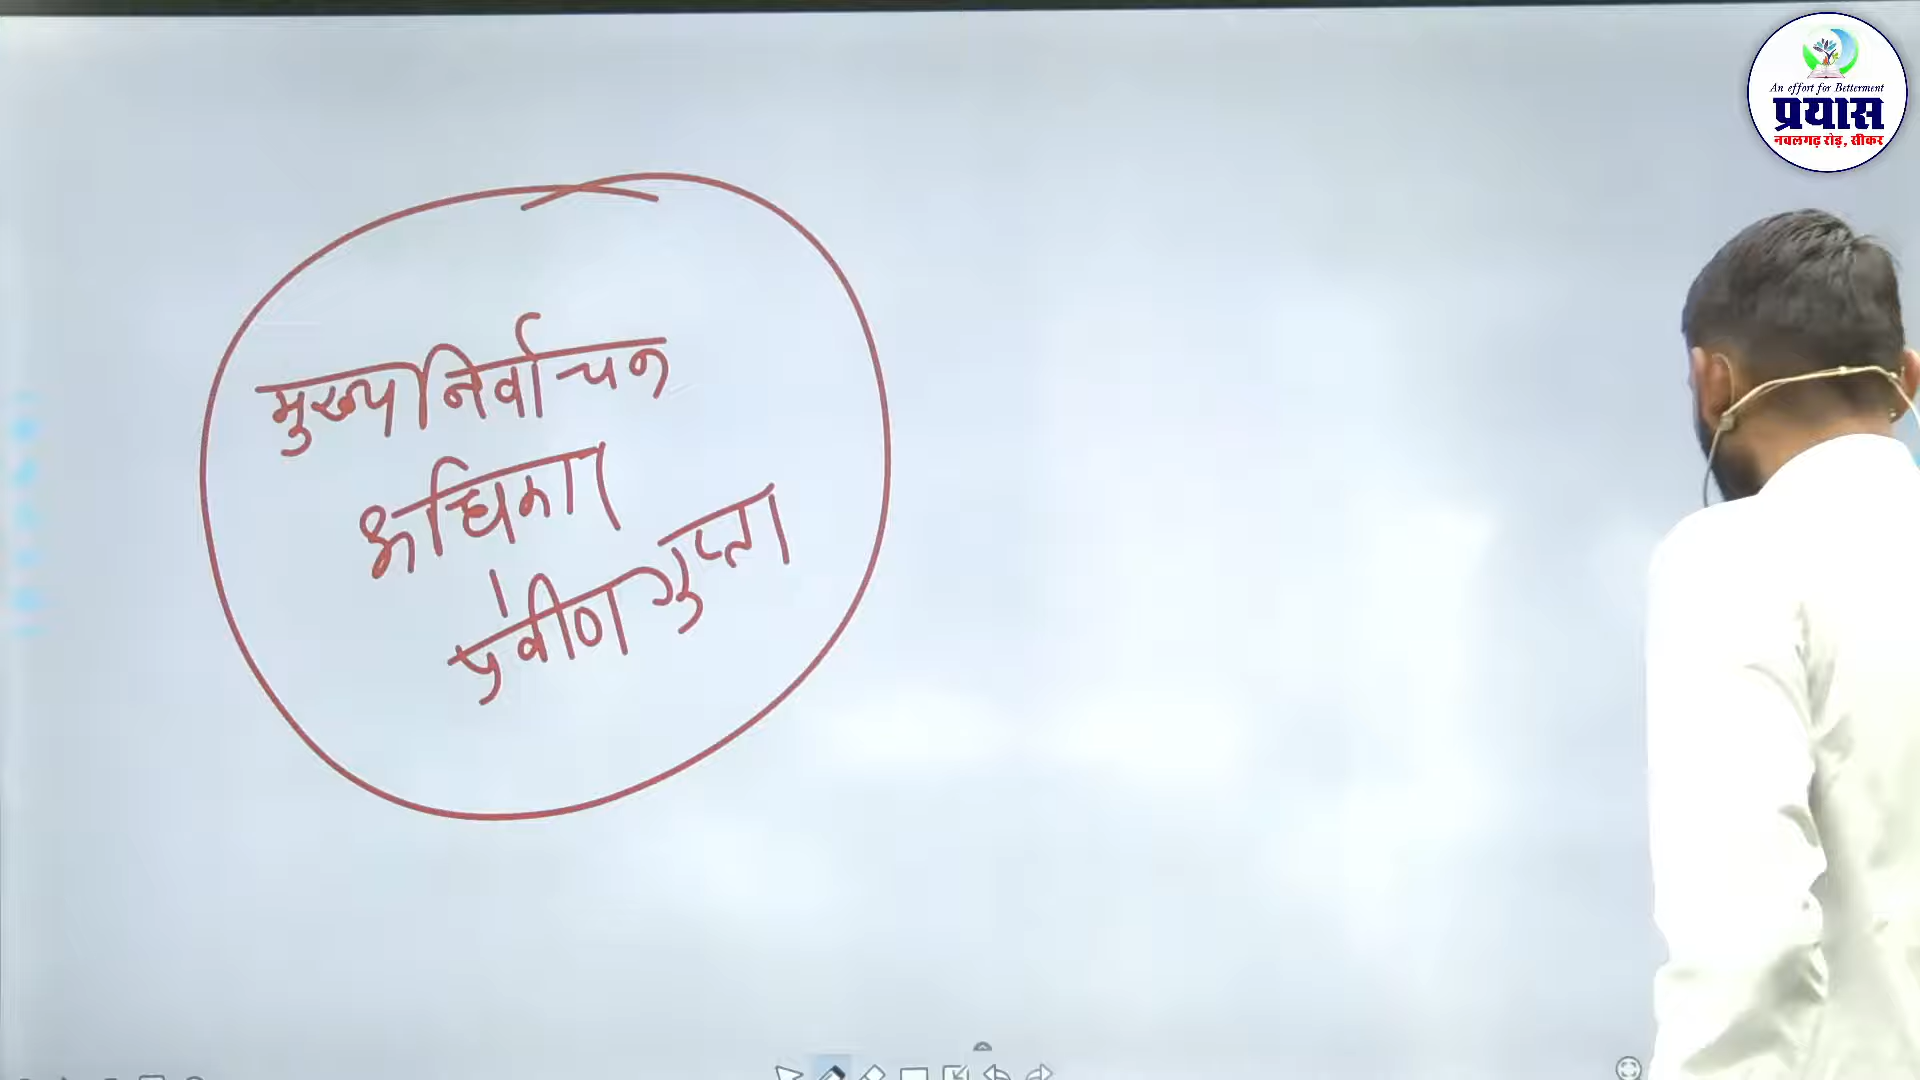 An effort for Betterment
प्रयास
नवलगढ़ रोड़, सीकर
मुख्य निर्वाचन
अधिका
प्रवीण गुप्ता